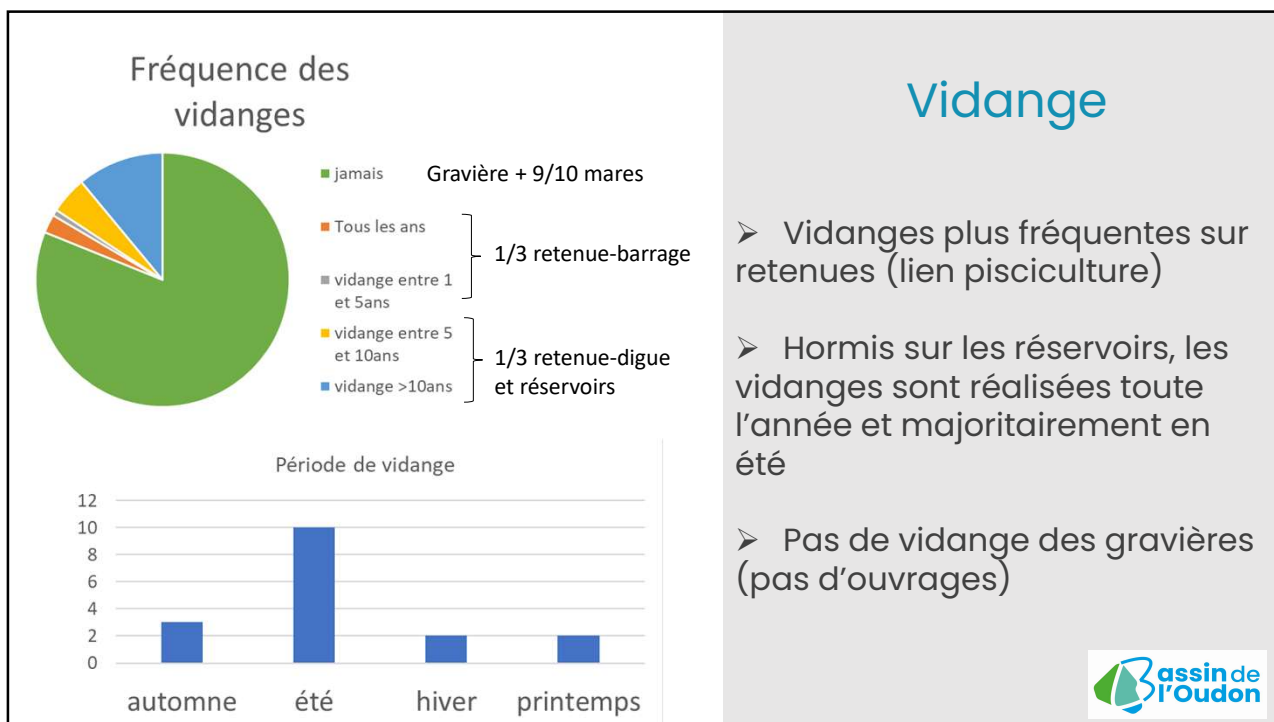 Fréquence des
vidanges
jamais
Gravière + 9/10 mares
Tous les ans
vidange entre 1
et 5ans
1/3 retenue-barrage
vidange entre 5
et 10ans
vidange >10ans
1/3 retenue-digue
et réservoirs
Période de vidange
12
10
8
6
4
2
0
automne
été
hiver
printemps
Vidange
➢ Vidanges plus fréquentes sur
retenues (lien pisciculture)
➢ Hormis sur les réservoirs, les
vidanges sont réalisées toute
l’année et majoritairement en
été
➢ Pas de vidange des gravières
(pas d’ouvrages)
Bassin de
l'Oudon